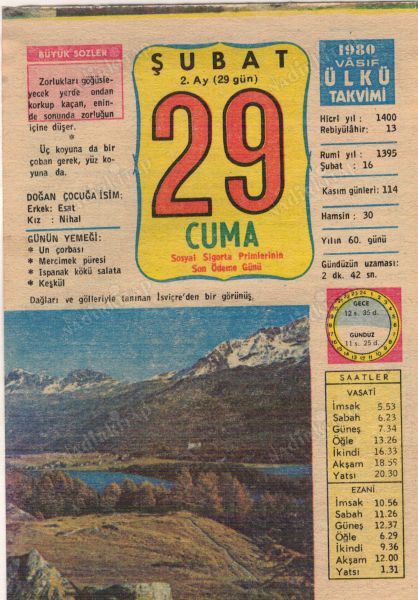 BÜYÜK SÖZLER
Zorlukları göğüsle-
yecek yerde ondan
korkup kaçan, enin-
de sonunda zorluğun
içine düşer.
*
Üç koyuna da bir
çoban gerek, yüz ko-
yuna da.
DOĞAN ÇOCUĞA İSİM:
Erkek: Esat
Kız : Nihal
GÜNÜN YEMEĞİ:
* Un çorbası
* Mercimek püresi
* Ispanak kökü salata
* Keşkül
ŞUBAT
2. Ay (29 gün)
29
CUMA
Sosyal Sigorta Primlerinin
Son Ödeme Günü
1980
VÂSIF
ÜLKÜ
TAKVİMİ
Hicrî yıl : 1400
Rebiyülâhir : 13
Rumî yıl : 1395
Şubat : 16
Kasım günleri : 114
Hamsin : 30
Yılın 60. günü
Gündüzün uzaması:
2 dk. 42 sn.
Dağları ve gölleriyle tanınan İsviçre'den bir görünüş.
GECE
12 s. 35 d.
GÜNDÜZ
11 s. 25 d.
SAATLER
VASATİ
İmsak 5.53
Sabah 6.23
Güneş 7.34
Öğle 13.26
İkindi 16.33
Akşam 18.59
Yatsı 20.30
EZANİ
İmsak 10.56
Sabah 11.26
Güneş 12.37
Öğle 6.29
İkindi 9.36
Akşam 12.00
Yatsı 1.31